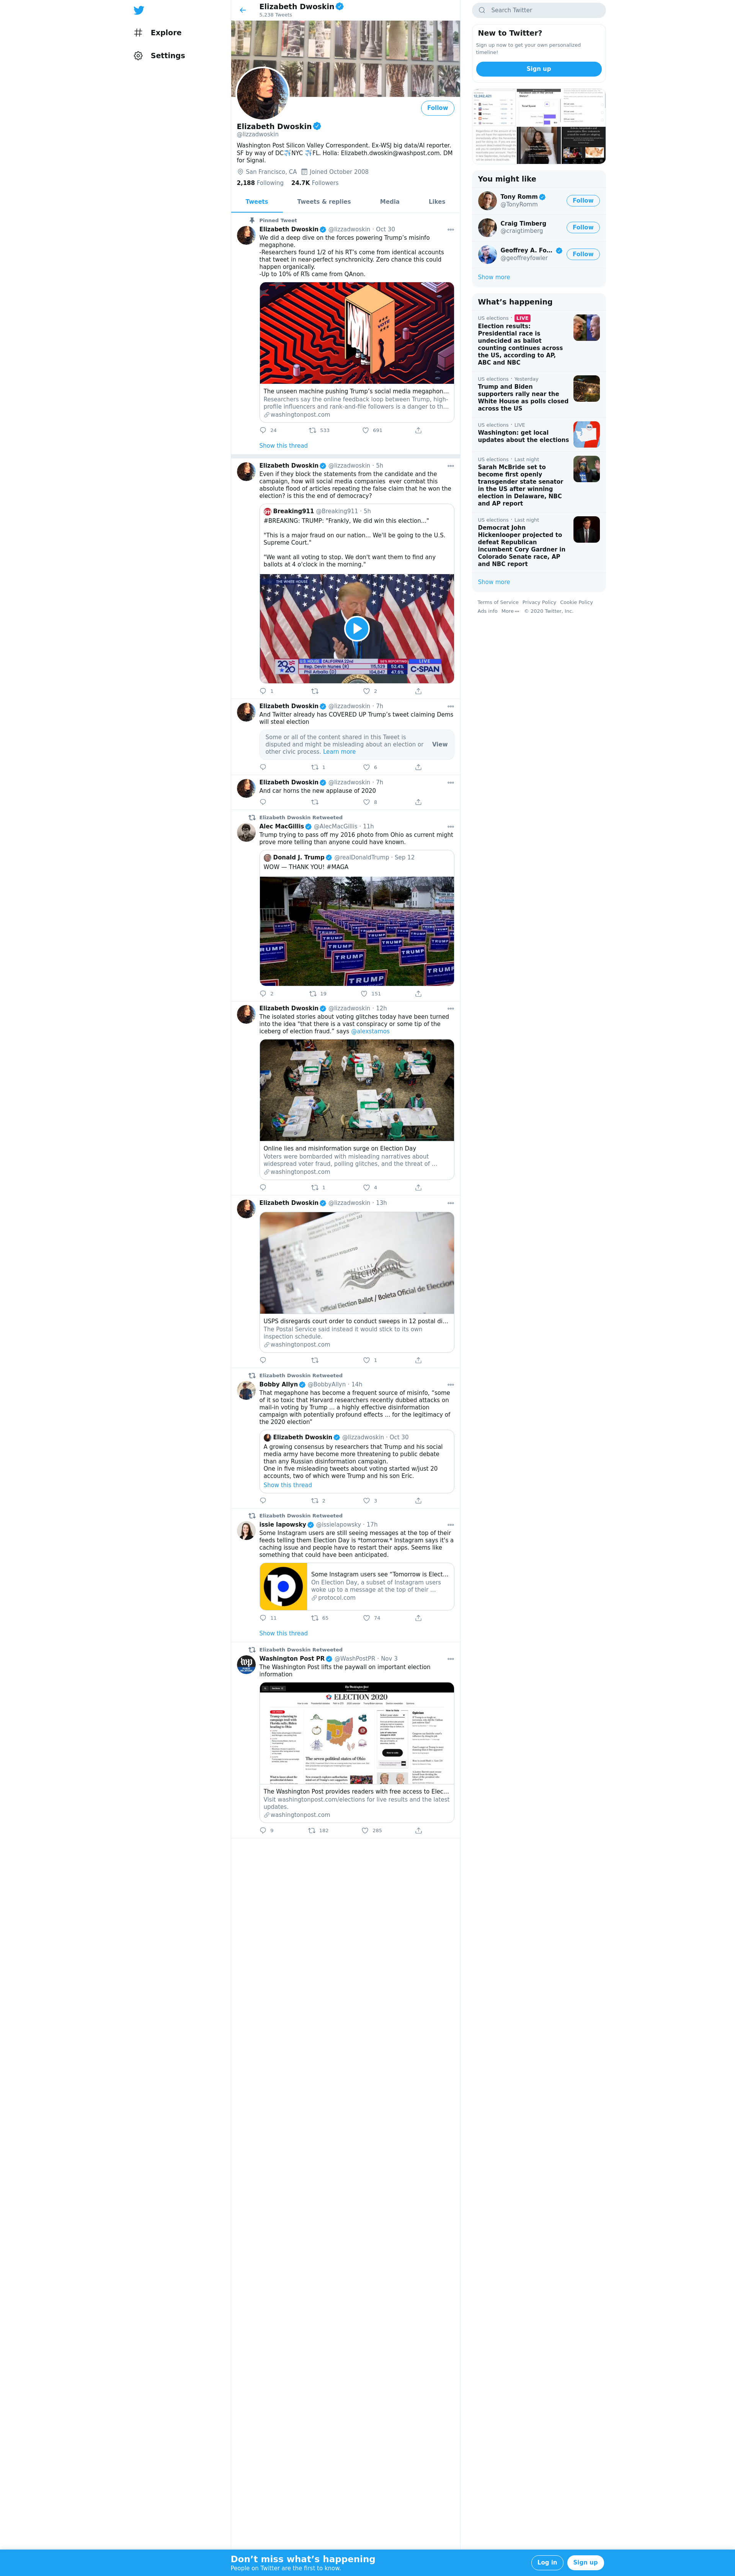 Explore
Settings
Elizabeth Dwoskin
5,238 Tweets
Follow
Elizabeth Dwoskin
@lizzadwoskin
Washington Post Silicon Valley Correspondent. Ex-WSJ big data/AI reporter.
SF by way of DC✈️NYC ✈️FL. Holla: Elizabeth.dwoskin@washpost.com. DM
for Signal.
San Francisco, CA Joined October 2008
2,188 Following 24.7K Followers
Tweets Tweets & replies Media Likes
Pinned Tweet
Elizabeth Dwoskin @lizzadwoskin · Oct 30
We did a deep dive on the forces powering Trump's misinfo
megaphone.
-Researchers found 1/2 of his RT's come from identical accounts
that tweet in near-perfect synchronicity. Zero chance this could
happen organically.
-Up to 10% of RTs came from QAnon.
The unseen machine pushing Trump's social media megaphon...
Researchers say the online feedback loop between Trump, high-
profile influencers and rank-and-file followers is a danger to th...
washingtonpost.com
24 533 691
Show this thread
Elizabeth Dwoskin @lizzadwoskin · 5h
Even if they block the statements from the candidate and the
campaign, how will social media companies ever combat this
absolute flood of articles repeating the false claim that he won the
election? is this the end of democracy?
Breaking911 @Breaking911 · 5h
#BREAKING: TRUMP: "Frankly, We did win this election..."
"This is a major fraud on our nation... We'll be going to the U.S.
Supreme Court."
"We want all voting to stop. We don't want them to find any
ballots at 4 o'clock in the morning."
THE WHITE HOUSE
2020
U.S. HOUSE CALIFORNIA 22nd
Rep. Devin Nunes (R) 52.4%
Phil Arballo (D) 47.6%
LIVE
C-SPAN
1 2
Elizabeth Dwoskin @lizzadwoskin · 7h
And Twitter already has COVERED UP Trump's tweet claiming Dems
will steal election
Some or all of the content shared in this Tweet is
disputed and might be misleading about an election or
other civic process. Learn more
View
1 6
Elizabeth Dwoskin @lizzadwoskin · 7h
And car horns the new applause of 2020
8
Elizabeth Dwoskin Retweeted
Alec MacGillis @AlecMacGillis · 11h
Trump trying to pass off my 2016 photo from Ohio as current might
prove more telling than anyone could have known.
Donald J. Trump @realDonaldTrump · Sep 12
WOW — THANK YOU! #MAGA
TRUMP
TRUMP
TRUMP
TRUMP
2 19 151
Elizabeth Dwoskin @lizzadwoskin · 12h
The isolated stories about voting glitches today have been turned
into the idea "that there is a vast conspiracy or some tip of the
iceberg of election fraud." says @alexstamos
Online lies and misinformation surge on Election Day
Voters were bombarded with misleading narratives about
widespread voter fraud, polling glitches, and the threat of ...
washingtonpost.com
1 4
Elizabeth Dwoskin @lizzadwoskin · 13h
OFFICIAL
ELECTION MAIL
Official Election Ballot / Boleta Oficial de Eleccion
USPS disregards court order to conduct sweeps in 12 postal di...
The Postal Service said instead it would stick to its own
inspection schedule.
washingtonpost.com
1
Elizabeth Dwoskin Retweeted
Bobby Allyn @BobbyAllyn · 14h
That megaphone has become a frequent source of misinfo, "some
of it so toxic that Harvard researchers recently dubbed attacks on
mail-in voting by Trump ... a highly effective disinformation
campaign with potentially profound effects ... for the legitimacy of
the 2020 election"
Elizabeth Dwoskin @lizzadwoskin · Oct 30
A growing consensus by researchers that Trump and his social
media army have become more threatening to public debate
than any Russian disinformation campaign.
One in five misleading tweets about voting started w/just 20
accounts, two of which were Trump and his son Eric.
Show this thread
2 3
Elizabeth Dwoskin Retweeted
issie lapowsky @issielapowsky · 17h
Some Instagram users are still seeing messages at the top of their
feeds telling them Election Day is *tomorrow.* Instagram says it's a
caching issue and people have to restart their apps. Seems like
something that could have been anticipated.
Some Instagram users see "Tomorrow is Elect...
On Election Day, a subset of Instagram users
woke up to a message at the top of their ...
protocol.com
11 65 74
Show this thread
Elizabeth Dwoskin Retweeted
Washington Post PR @WashPostPR · Nov 3
The Washington Post lifts the paywall on important election
information
ELECTION 2020
The seven political states of Ohio
The Washington Post provides readers with free access to Elec...
Visit washingtonpost.com/elections for live results and the latest
updates.
washingtonpost.com
9 182 285
Search Twitter
New to Twitter?
Sign up now to get your own personalized
timeline!
Sign up
You might like
Tony Romm
@TonyRomm
Follow
Craig Timberg
@craigtimberg
Follow
Geoffrey A. Fo...
@geoffreyfowler
Follow
Show more
What's happening
US elections · LIVE
Election results:
Presidential race is
undecided as ballot
counting continues across
the US, according to AP,
ABC and NBC
US elections · Yesterday
Trump and Biden
supporters rally near the
White House as polls closed
across the US
US elections · LIVE
Washington: get local
updates about the elections
US elections · Last night
Sarah McBride set to
become first openly
transgender state senator
in the US after winning
election in Delaware, NBC
and AP report
US elections · Last night
Democrat John
Hickenlooper projected to
defeat Republican
incumbent Cory Gardner in
Colorado Senate race, AP
and NBC report
Show more
Terms of Service Privacy Policy Cookie Policy
Ads info More © 2020 Twitter, Inc.
Don't miss what's happening
People on Twitter are the first to know.
Log in Sign up